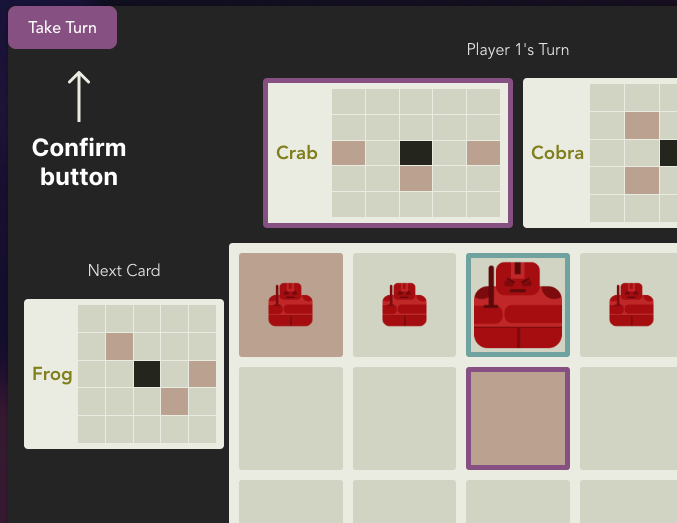 Take Turn
Player 1's Turn
Confirm
button
Crab
Cobra
Next Card
Frog